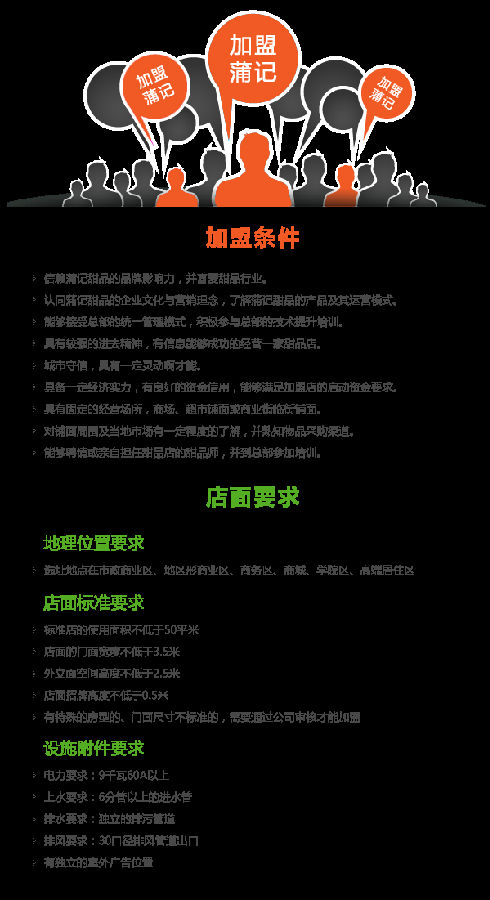 加盟
蒲记
加盟
蒲记
加盟
蒲记
加盟条件
信赖蒲记甜品的品牌影响力，并喜爱甜品行业。
认同蒲记甜品的企业文化与营销理念，了解蒲记甜品的产品及其运营模式。
能够接受总部的统一管理模式，积极参与总部的技术提升培训。
具有较强的进去精神，有信息能够成功的经营一家甜品店。
城市守信，具有一定灵动啊才能。
具备一定经济实力，有良好的资金信用，能够满足加盟店的启动资金要求。
具有固定的经营场所，商场、超市铺面或商业街临街铺面。
对铺面周围及当地市场有一定程度的了解，并熟知物品采购渠道。
能够聘请或亲自担任甜品店的甜品师，并到总部参加培训。
店面要求
地理位置要求
选址地点在市政商业区、地区形商业区、商务区、商城、学院区、高端居住区
店面标准要求
标准店的使用面积不低于50平米
店面的门面宽度不低于3.5米
外立面空间高度不低于2.5米
店面招牌高度不低于0.5米
有特殊的房型的、门面尺寸不标准的，需要通过公司审核才能加盟
设施附件要求
电力要求：9千瓦60A以上
上水要求：6分管以上的进水管
排水要求：独立的排污管道
排风要求：30口径排风管道出口
有独立的室外广告位置